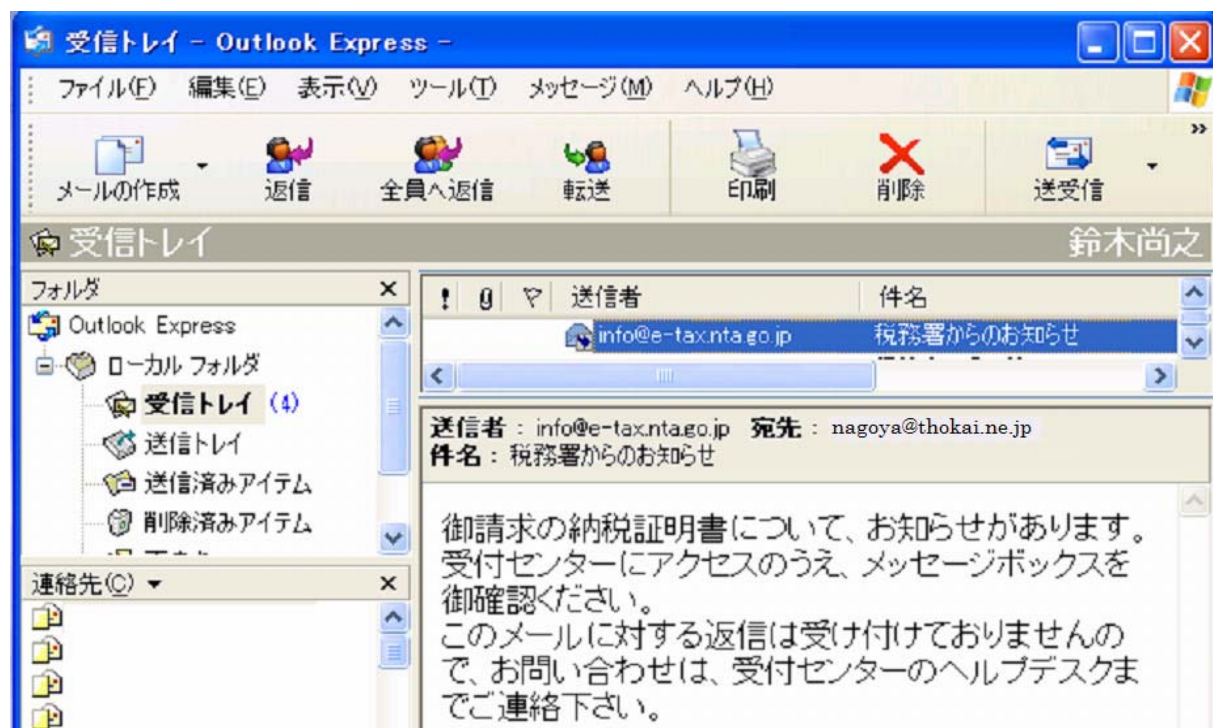 受信トレイ - Outlook Express -
ファイル(F) 編集(E) 表示(V) ツール(T) メッセージ(M) ヘルプ(H)
メールの作成 返信 全員へ返信 転送 印刷 削除 送受信
受信トレイ 鈴木尚之
フォルダ
Outlook Express
ローカル フォルダ
受信トレイ (4)
送信トレイ
送信済みアイテム
削除済みアイテム
連絡先(C)
送信者 件名
info@e-tax.nta.go.jp 税務署からのお知らせ
送信者 : info@e-tax.nta.go.jp 宛先 : nagoya@thokai.ne.jp
件名 : 税務署からのお知らせ
御請求の納税証明書について、お知らせがあります。
受付センターにアクセスのうえ、メッセージボックスを
御確認ください。
このメールに対する返信は受け付けておりませんの
で、お問い合わせは、受付センターのヘルプデスクま
でご連絡下さい。